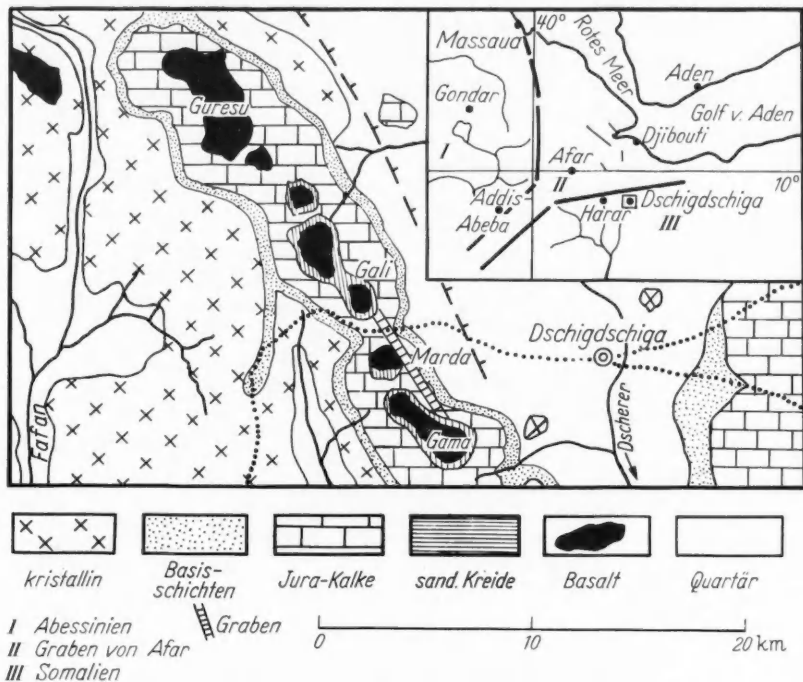 Guresu
Gali
Marda
Gama
Fafan
Dschigdschiga
Dscherer
40°
Massaua
Rotes Meer
Gondar
Aden
Golf v. Aden
Djibouti
I
Afar
10°
II
Addis-
Abeba
Harar
Dschigdschiga
III
kristallin
Basis-
schichten
Jura-Kalke
sand. Kreide
Basalt
Quartär
I Abessinien
II Graben von Afar
III Somalien
Graben
0 10 20 km